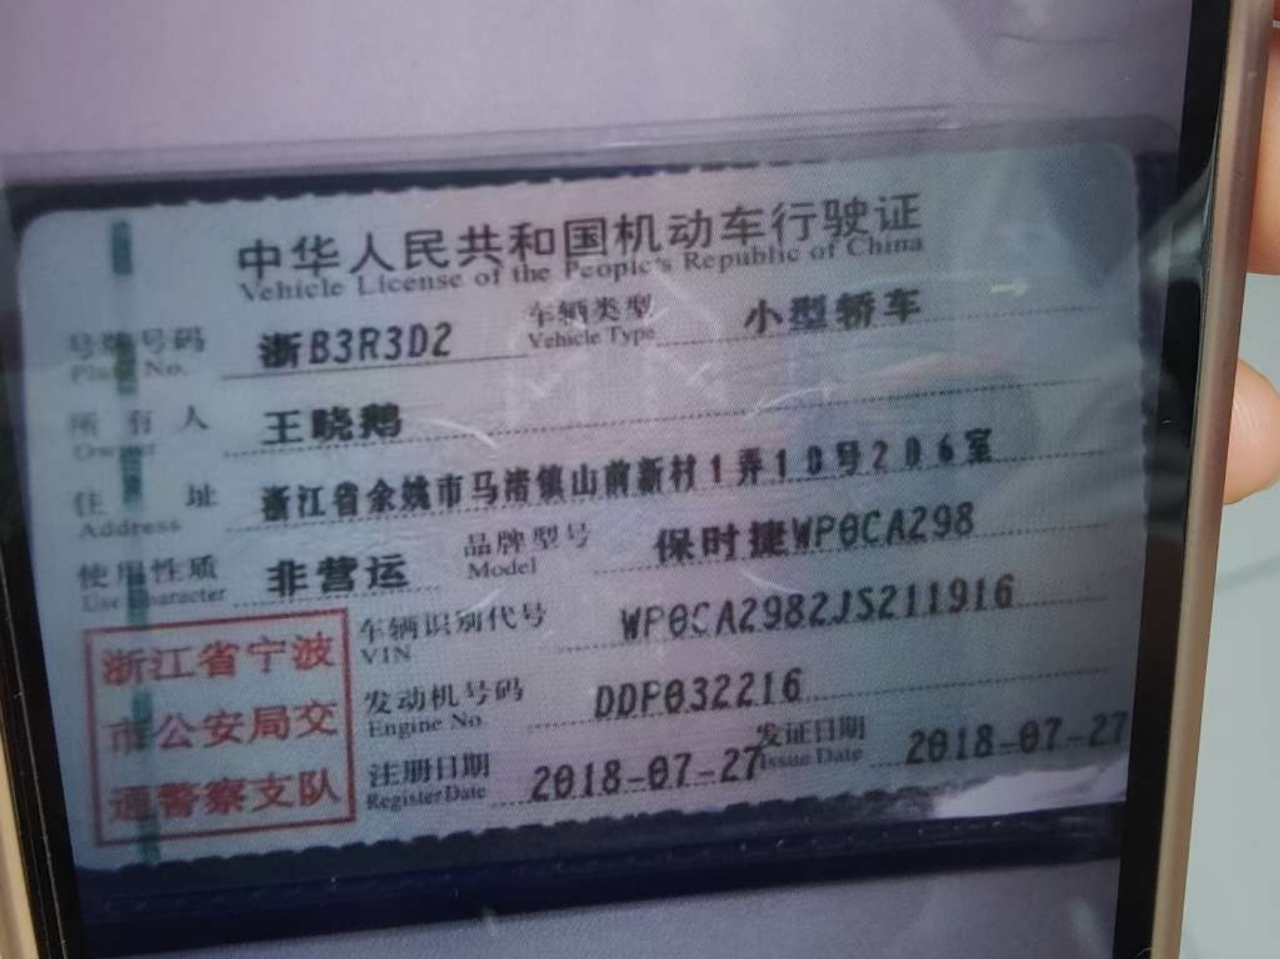 中华人民共和国机动车行驶证
Vehicle License of the People's Republic of China
号牌号码 浙B3R3D2 车辆类型 小型轿车
Plate No. Vehicle Type
所有人 王晓鹅
Owner
住址 浙江省余姚市马渚镇山前新村1弄10号206室
Address
使用性质 非营运 品牌型号 保时捷WP0CA298
Use Character Model
浙江省宁波 车辆识别代号 WP0CA2982JS211916
VIN
市公安局交 发动机号码 DDP032216
Engine No.
通警察支队 注册日期 2018-07-27 发证日期 2018-07-27
Register Date Issue Date